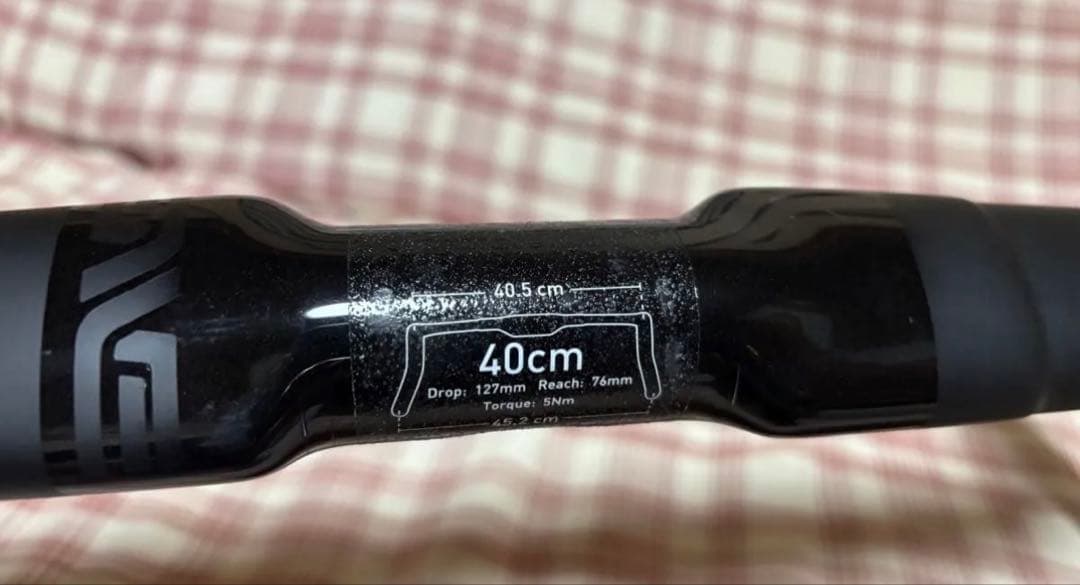 40.5 cm
40cm
Drop: 127mm Reach: 76mm
Torque: 5Nm
45.2 cm